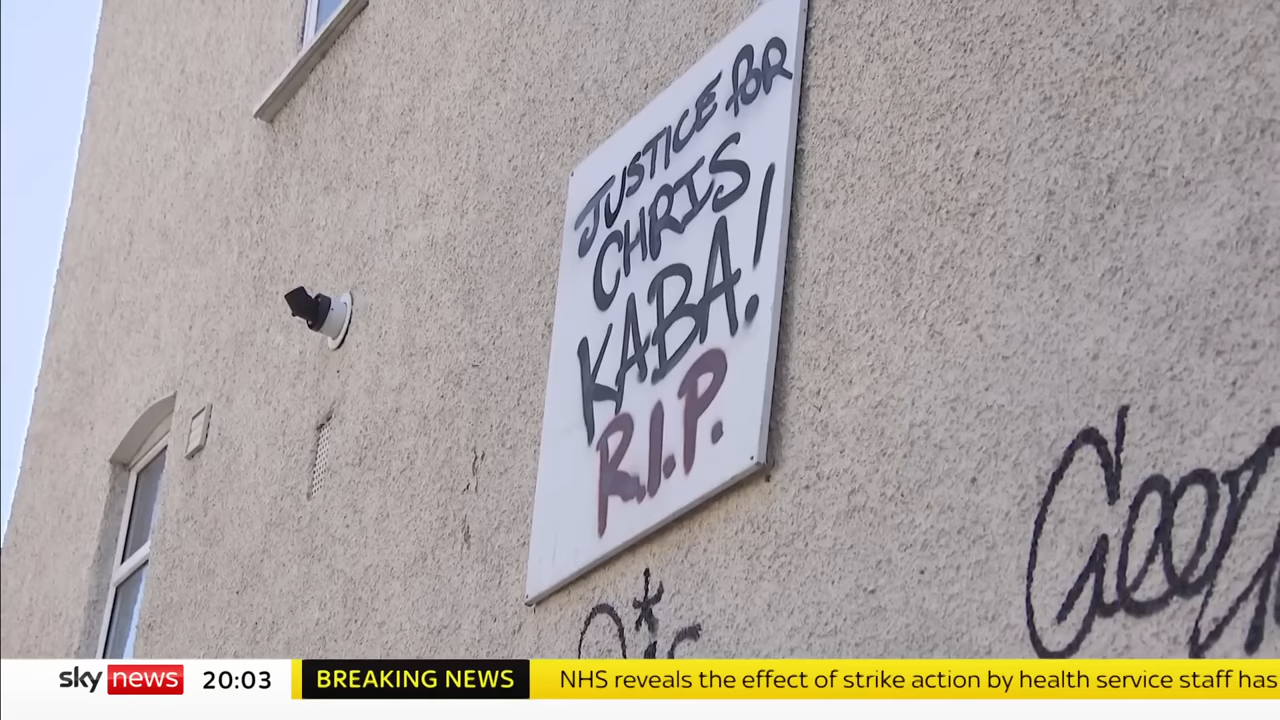 JUSTICE for
CHRIS
KABA!
R.I.P.
sky news 20:03 BREAKING NEWS NHS reveals the effect of strike action by health service staff has